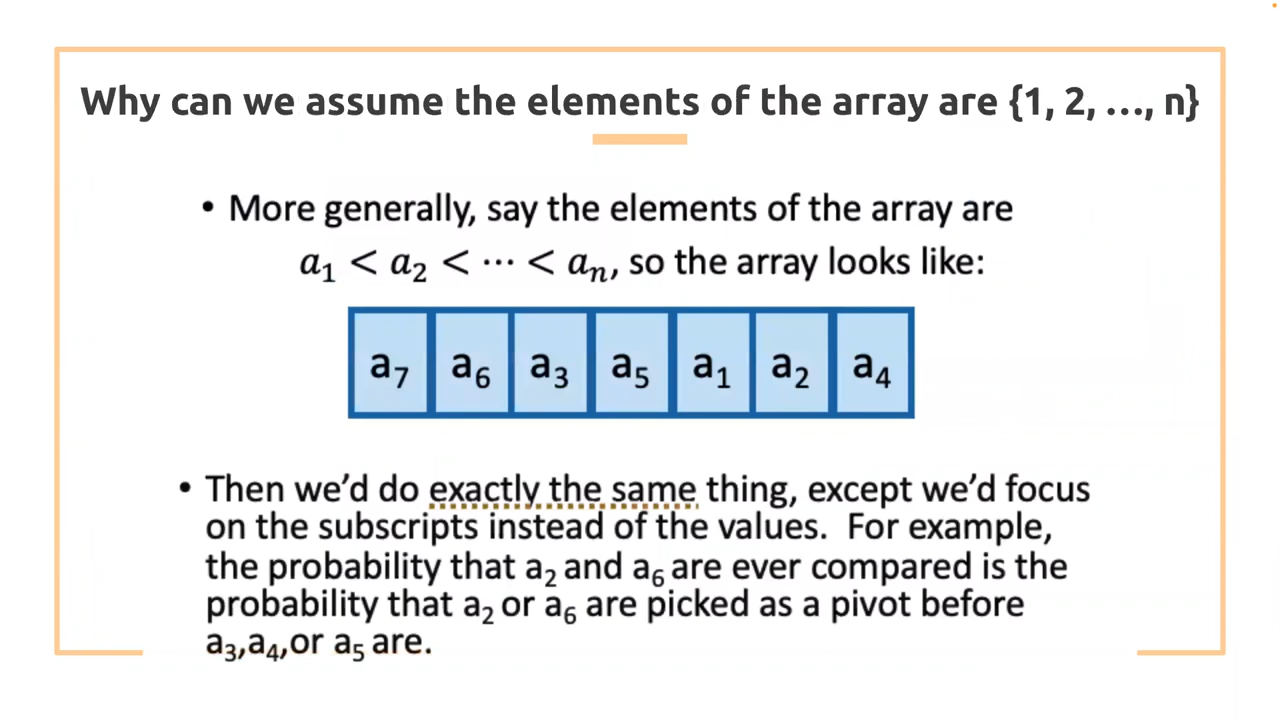 Why can we assume the elements of the array are {1, 2, ..., n}
• More generally, say the elements of the array are
a₁ < a₂ < ⋯ < aₙ, so the array looks like:
a₇ a₆ a₃ a₅ a₁ a₂ a₄
• Then we’d do exactly the same thing, except we’d focus
on the subscripts instead of the values. For example,
the probability that a₂ and a₆ are ever compared is the
probability that a₂ or a₆ are picked as a pivot before
a₃,a₄,or a₅ are.